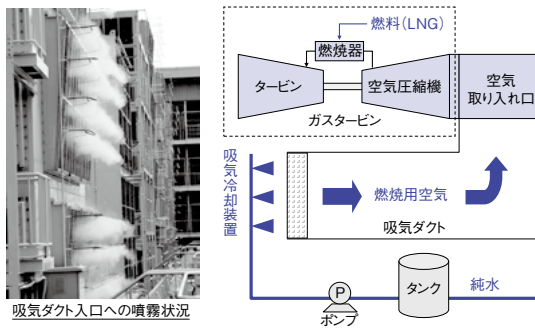 燃料(LNG)
燃焼器
タービン
空気圧縮機
空気
取り入れ口
ガスタービン
吸気冷却装置
燃焼用空気
吸気ダクト
P
ポンプ
タンク
純水
吸気ダクト入口への噴霧状況